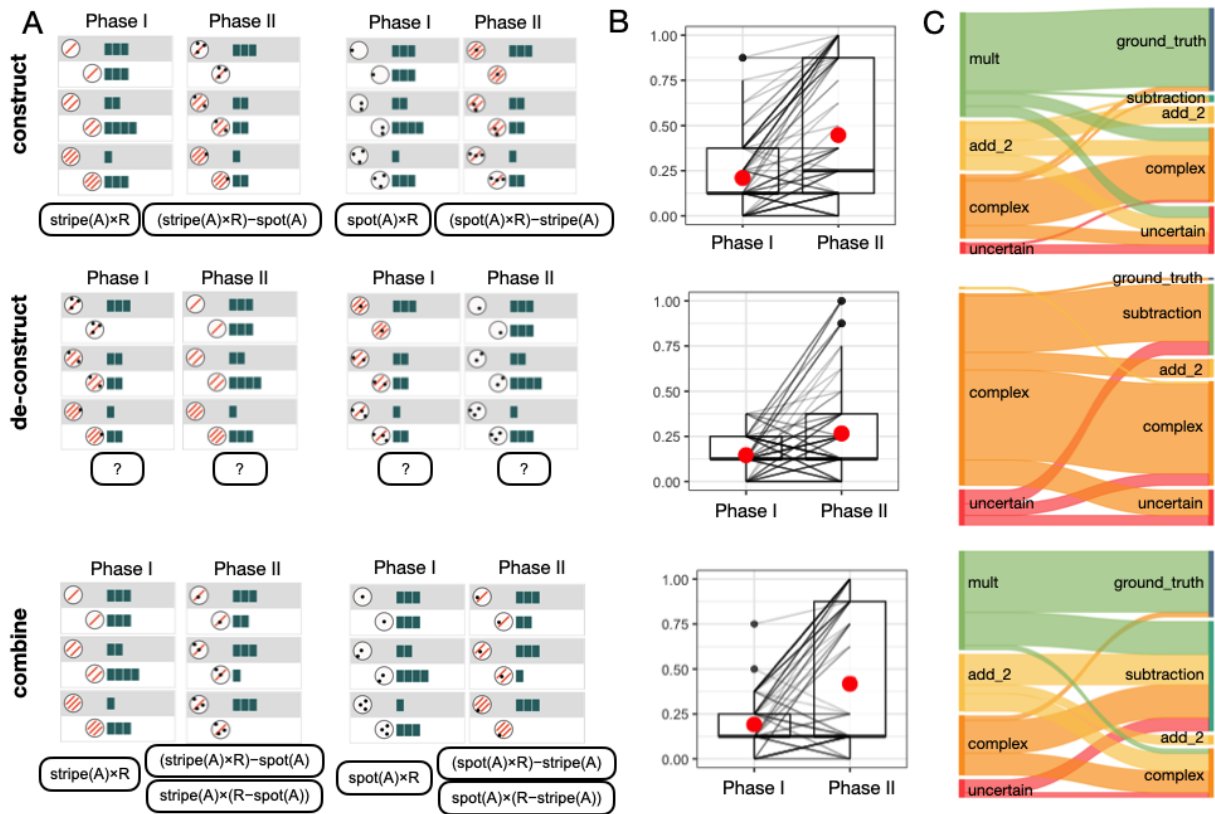 A
B
C
construct
Phase I
Phase II
Phase I
Phase II
stripe(A)×R
(stripe(A)×R)−spot(A)
spot(A)×R
(spot(A)×R)−stripe(A)
1.00
0.75
0.50
0.25
0.00
Phase I
Phase II
mult
add_2
complex
uncertain
ground_truth
subtraction
add_2
complex
uncertain
de-construct
Phase I
Phase II
Phase I
Phase II
?
?
?
?
1.00
0.75
0.50
0.25
0.00
Phase I
Phase II
complex
uncertain
ground_truth
subtraction
add_2
complex
uncertain
combine
Phase I
Phase II
Phase I
Phase II
stripe(A)×R
(stripe(A)×R)−spot(A)
stripe(A)×(R−spot(A))
spot(A)×R
(spot(A)×R)−stripe(A)
spot(A)×(R−stripe(A))
1.00
0.75
0.50
0.25
0.00
Phase I
Phase II
mult
add_2
complex
uncertain
ground_truth
subtraction
add_2
complex